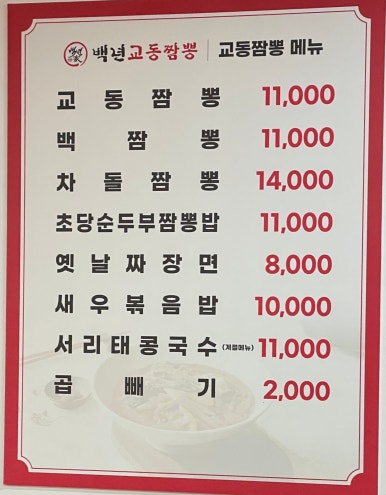 백년교동짬뽕 | 교동짬뽕 메뉴
교동짬뽕 11,000
백짬뽕 11,000
차돌짬뽕 14,000
초당순두부짬뽕밥 11,000
옛날짜장면 8,000
새우볶음밥 10,000
서리태콩국수 (계절메뉴) 11,000
곱빼기 2,000